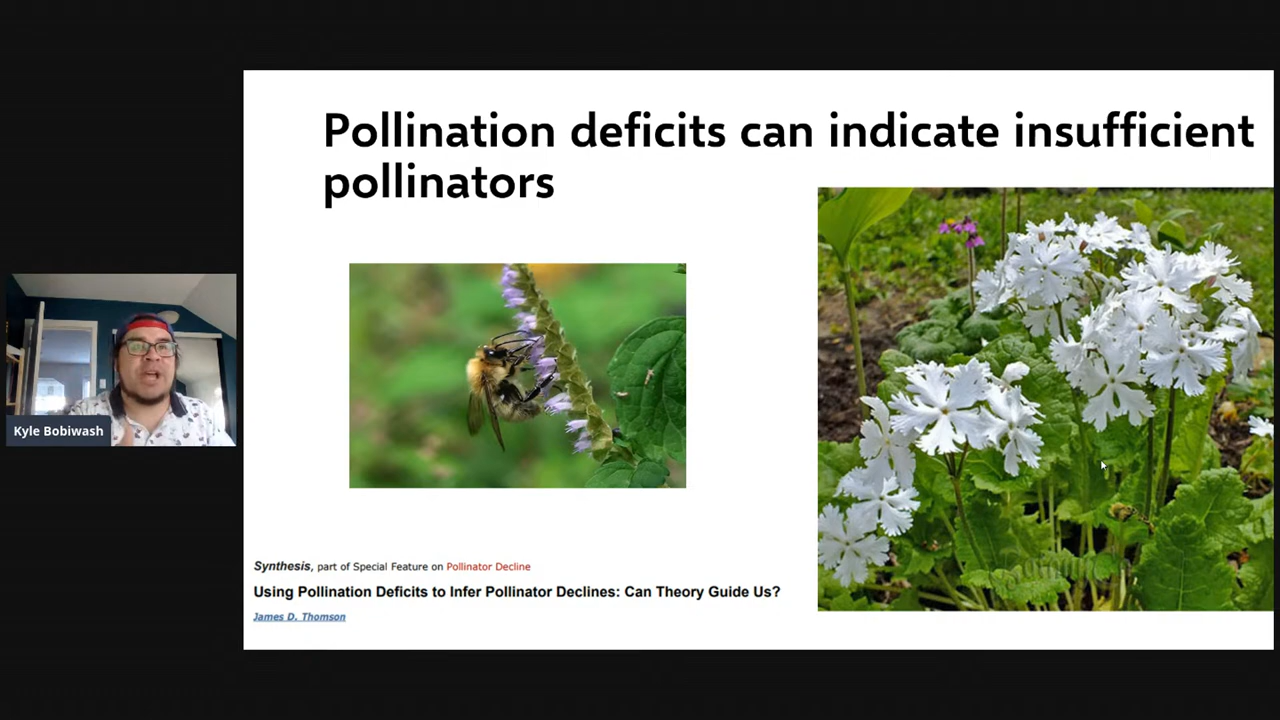 Pollination deficits can indicate insufficient
pollinators
Kyle Bobiwash
Synthesis, part of Special Feature on Pollinator Decline
Using Pollination Deficits to Infer Pollinator Declines: Can Theory Guide Us?
James D. Thomson